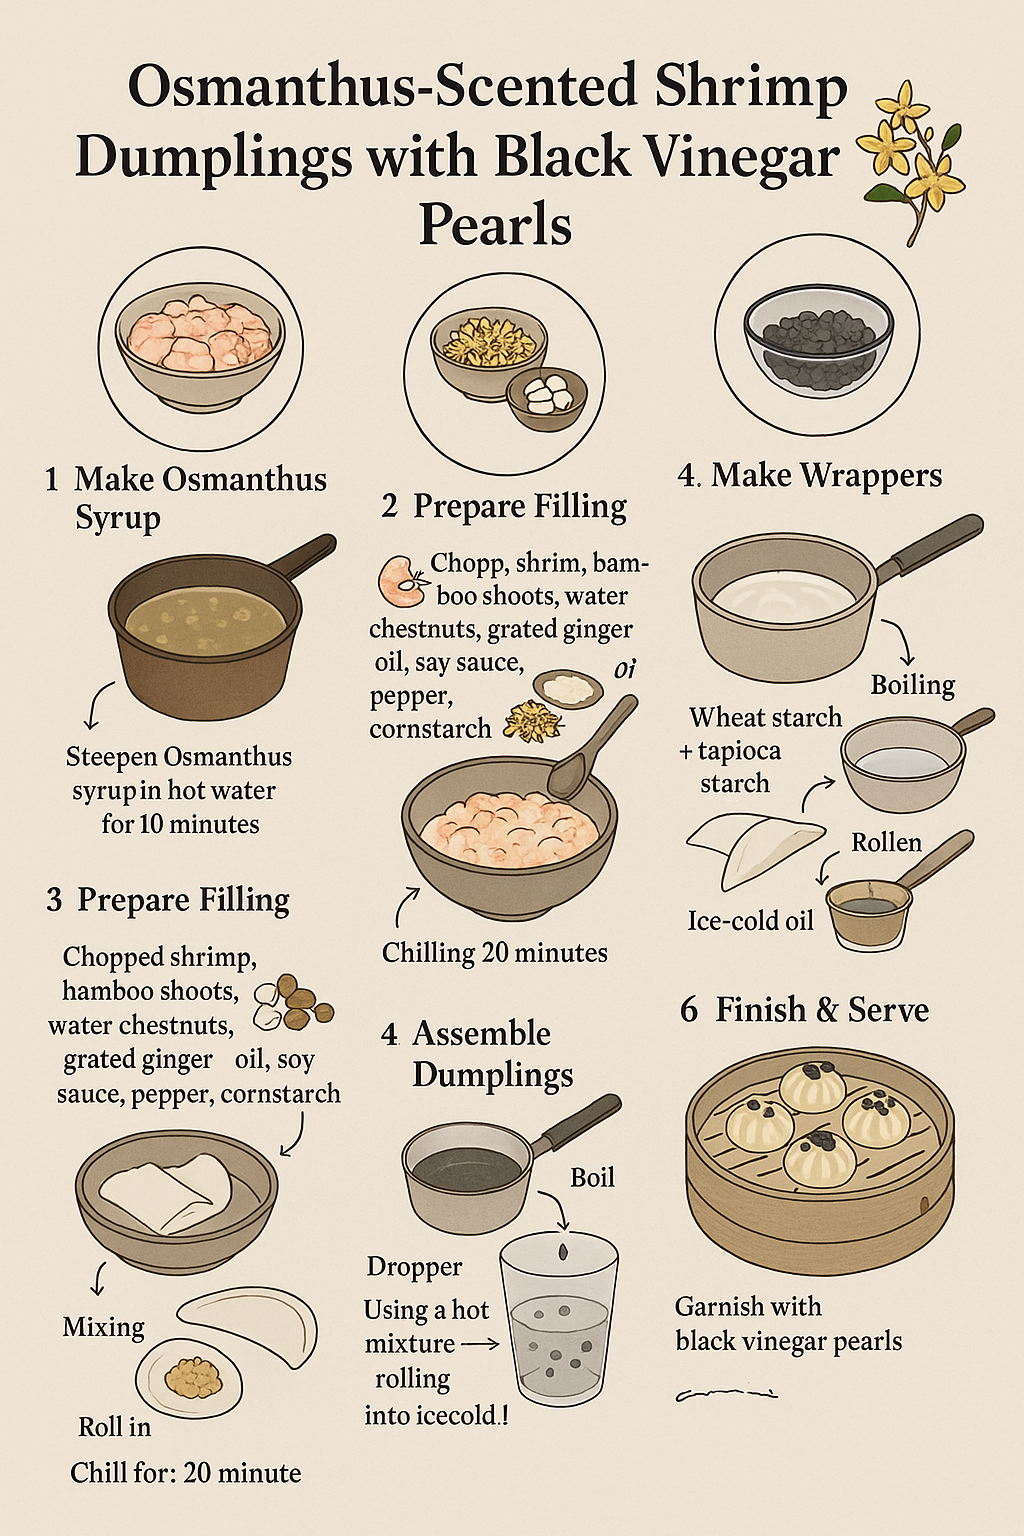 Osmanthus-Scented Shrimp
Dumplings with Black Vinegar
Pearls
1 Make Osmanthus
Syrup
Steepen Osmanthus
syrup in hot water
for 10 minutes
2 Prepare Filling
Chopp, shrim, bam-
boo shoots, water
chestnuts, grated ginger
oil, say sauce,
oi
pepper,
cornstarch
Chilling 20 minutes
3 Prepare Filling
Chopped shrimp,
hamboo shoots,
water chestnuts,
grated ginger oil, soy
sauce, pepper, cornstarch
Mixing
Roll in
Chill for: 20 minute
4. Make Wrappers
Boiling
Wheat starch
+ tapioca
starch
Rollen
Ice-cold oil
4. Assemble
Dumplings
Boil
Dropper
Using a hot
mixture
rolling
into icecold.!
6 Finish & Serve
Garnish with
black vinegar pearls